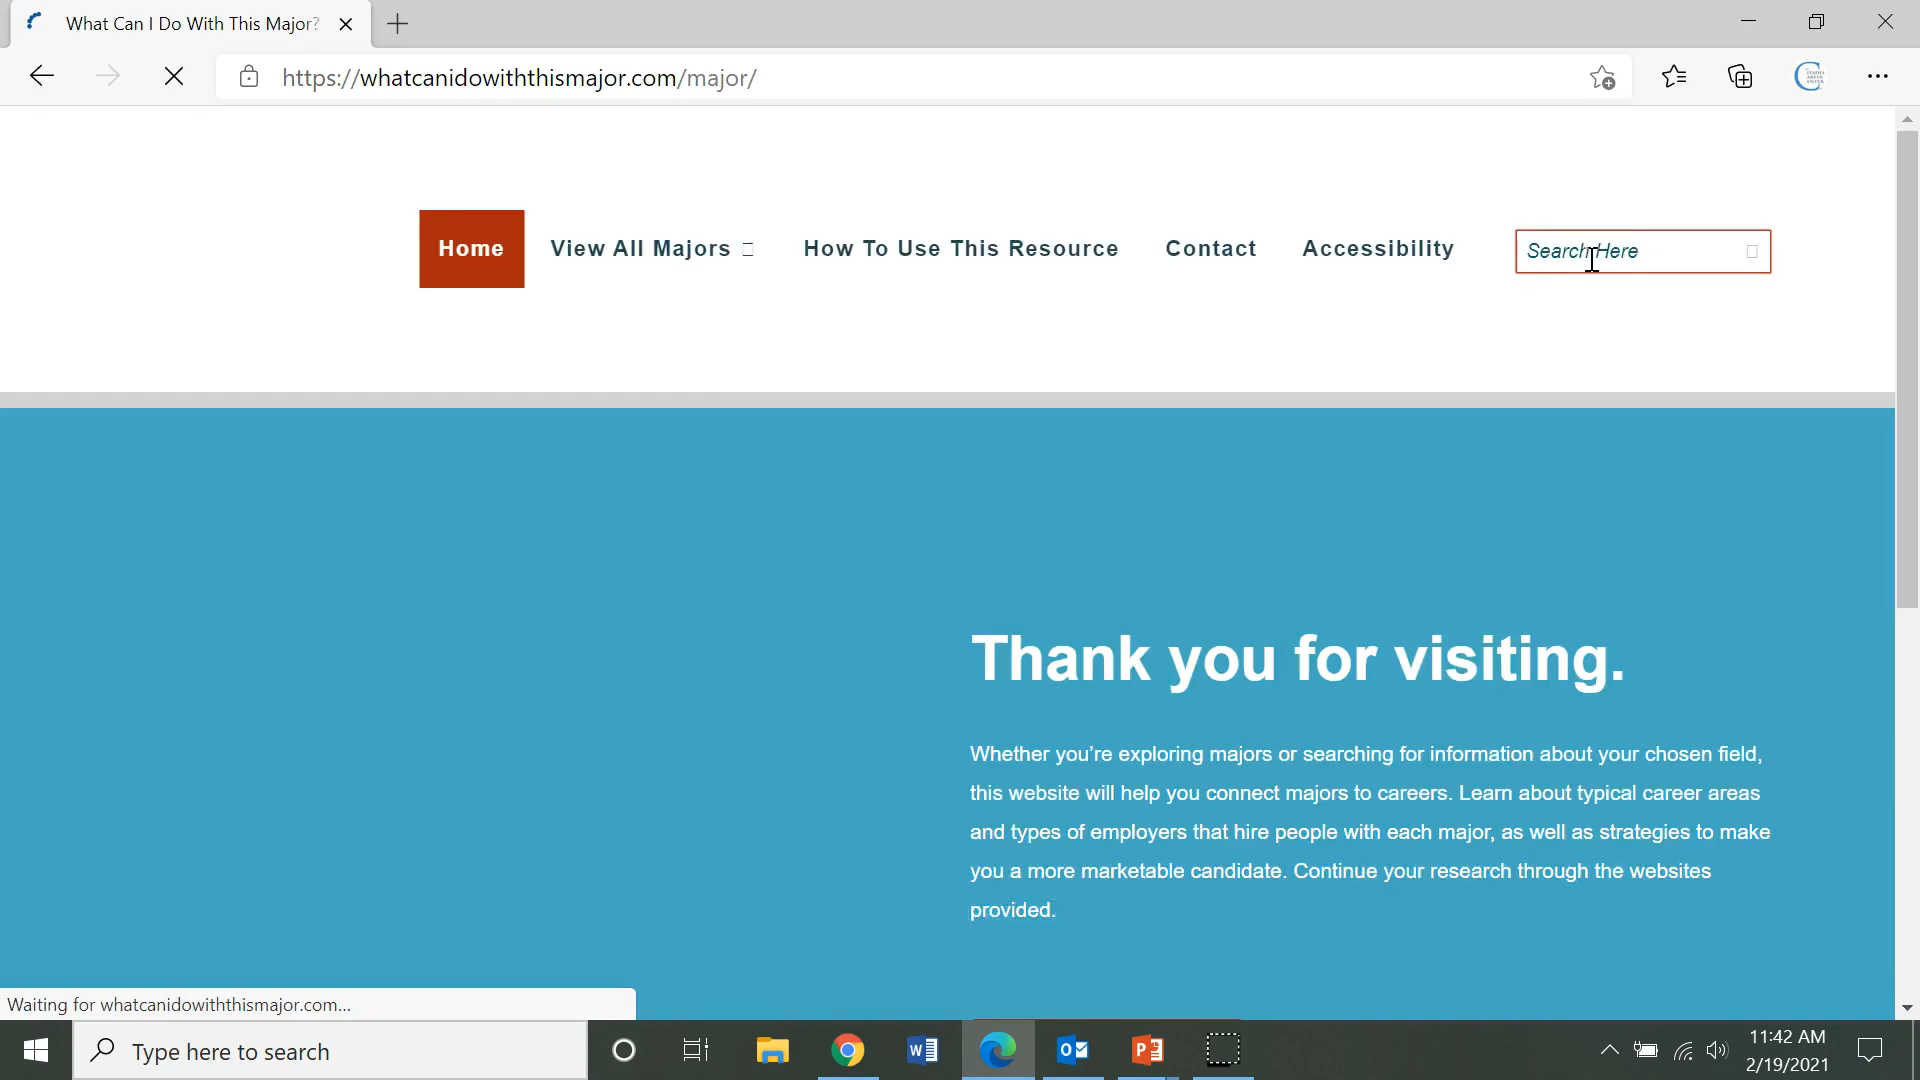 What Can I Do With This Major?
https://whatcanidowiththismajor.com/major/
Home
View All Majors
How To Use This Resource
Contact
Accessibility
Search Here
Thank you for visiting.
Whether you're exploring majors or searching for information about your chosen field,
this website will help you connect majors to careers. Learn about typical career areas
and types of employers that hire people with each major, as well as strategies to make
you a more marketable candidate. Continue your research through the websites
provided.
Waiting for whatcanidowiththismajor.com...
Type here to search
11:42 AM
2/19/2021